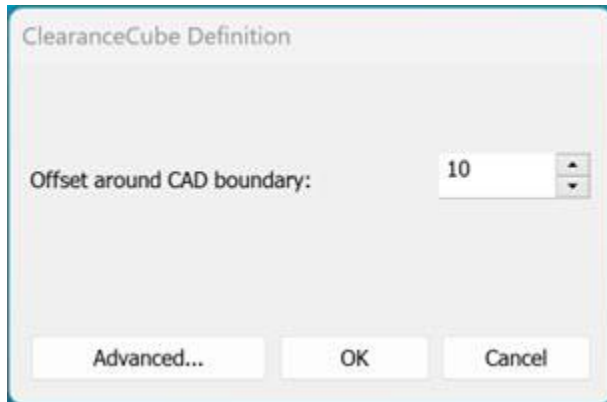 ClearanceCube Definition
Offset around CAD boundary:
10
Advanced...
OK
Cancel